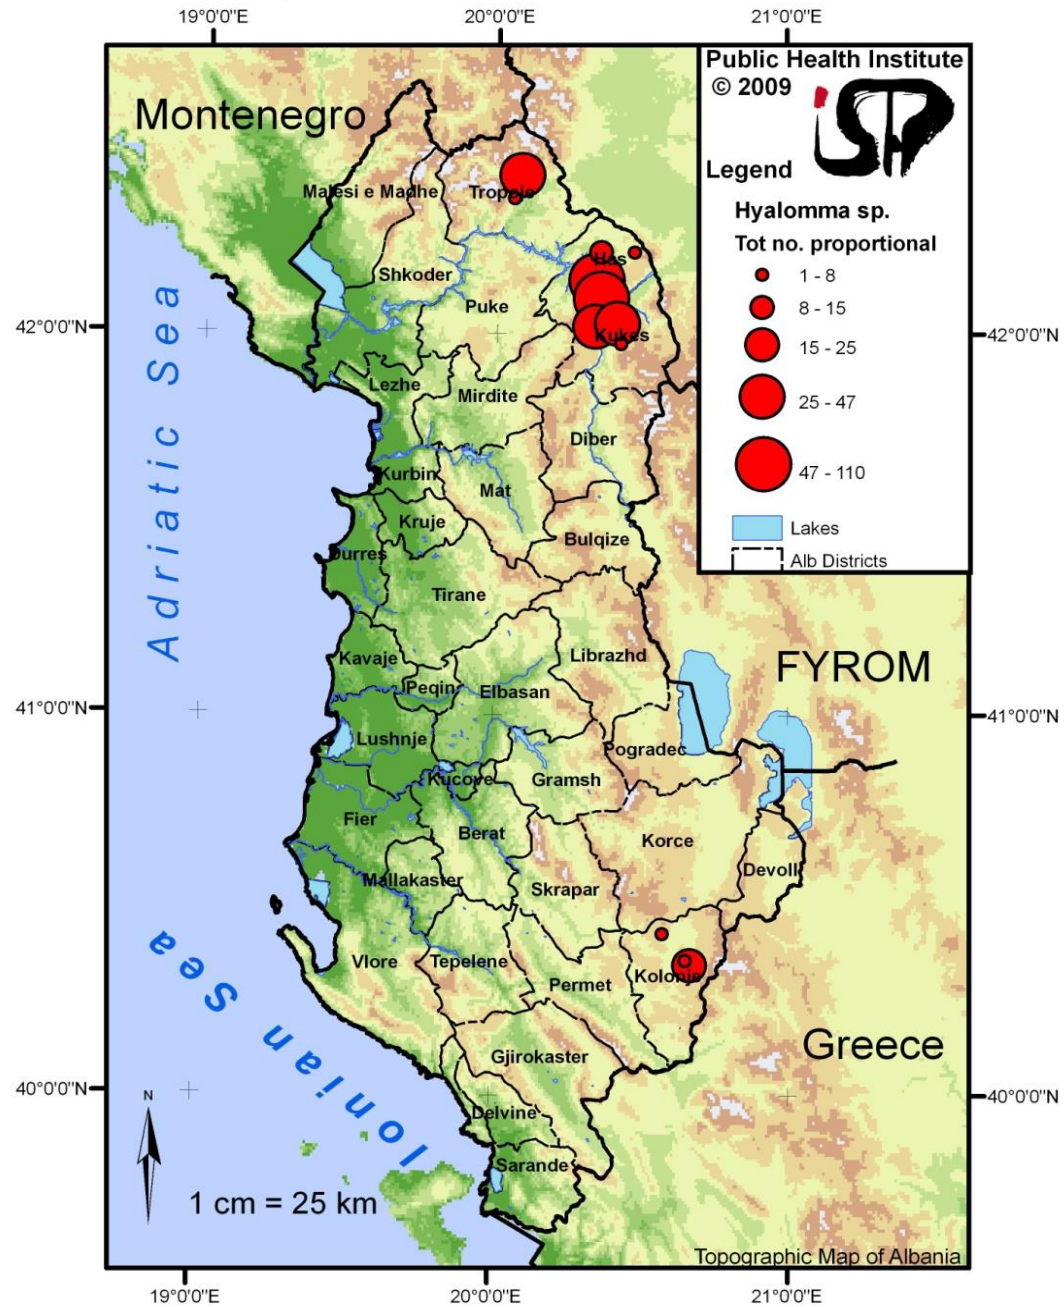 19°0'0"E 20°0'0"E 21°0'0"E
Public Health Institute
© 2009
iSHP
Legend
Hyalomma sp.
Tot no. proportional
1 - 8
8 - 15
15 - 25
25 - 47
47 - 110
Lakes
Alb Districts
Montenegro
Malesi e Madhe
Tropoje
Shkoder
Has
Puke
Kukes
42°0'0"N 42°0'0"N
Lezhe
Mirdite
Diber
Kurbin
Mat
Kruje
Bulqize
Durres
Tirane
Adriatic Sea
Kavaje
Librazhd
FYROM
Peqin
Elbasan
41°0'0"N 41°0'0"N
Lushnje
Pogradec
Kucove
Gramsh
Fier
Berat
Korce
Devoll
Mallakaster
Skrapar
Vlore
Tepelene
Permet
Kolonje
Ionian Sea
Gjirokaster
Greece
40°0'0"N 40°0'0"N
Delvine
N
Sarande
1 cm = 25 km
Topographic Map of Albania
19°0'0"E 20°0'0"E 21°0'0"E